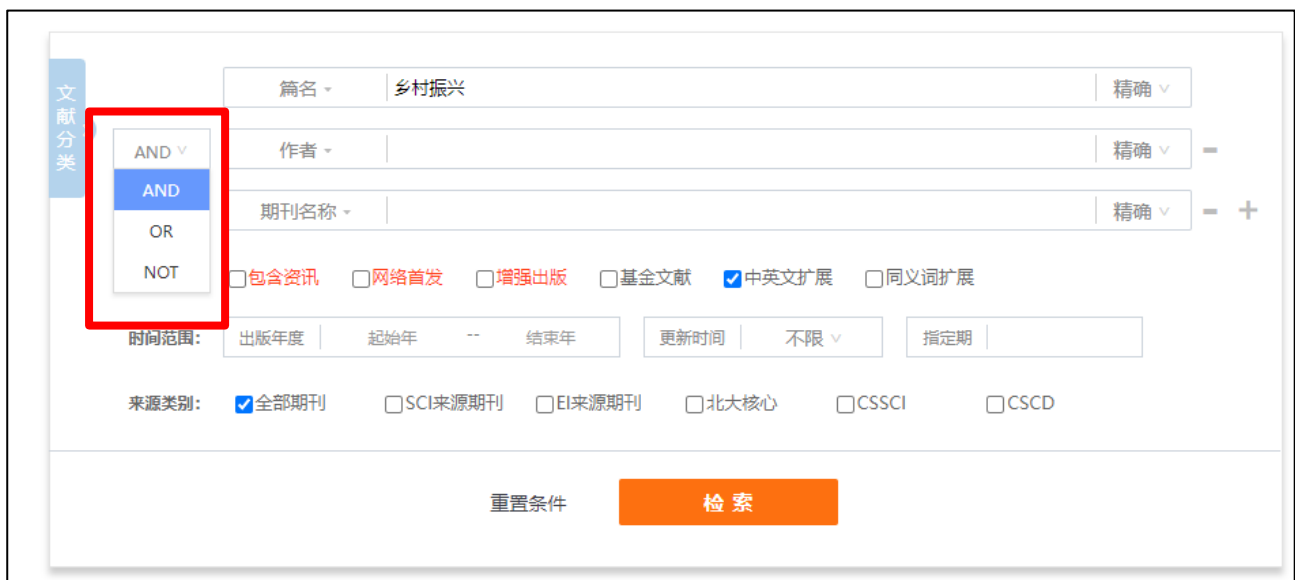 文献分类
篇名 乡村振兴 精确
AND 作者 精确
AND
期刊名称 精确
OR
NOT
包含资讯 网络首发 增强出版 基金文献 中英文扩展 同义词扩展
时间范围: 出版年度 起始年 -- 结束年 更新时间 不限 指定期
来源类别: 全部期刊 SCI来源期刊 EI来源期刊 北大核心 CSSCI CSCD
重置条件 检索